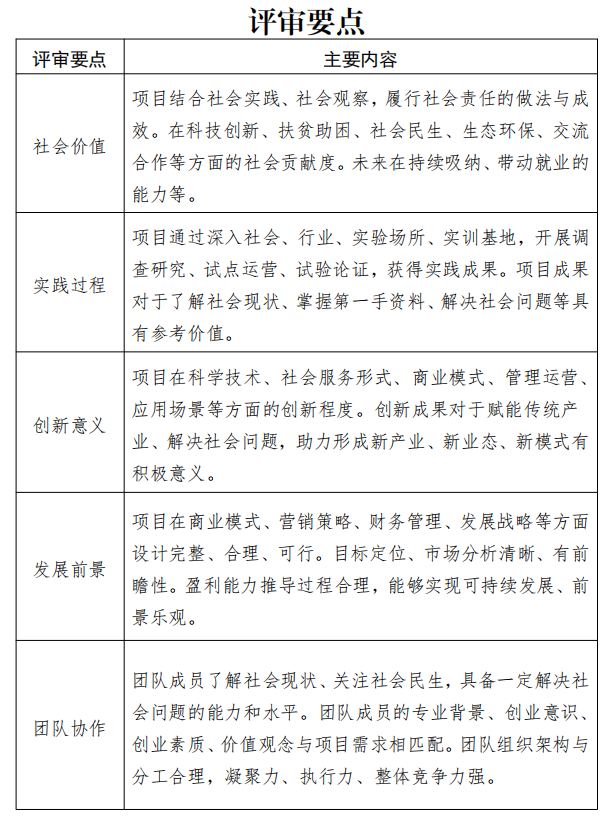 评审要点
评审要点
主要内容
社会价值
项目结合社会实践、社会观察，履行社会责任的做法与成
效。在科技创新、扶贫助困、社会民生、生态环保、交流
合作等方面的社会贡献度。未来在持续吸纳、带动就业的
能力等。
实践过程
项目通过深入社会、行业、实验场所、实训基地，开展调
查研究、试点运营、试验论证，获得实践成果。项目成果
对于了解社会现状、掌握第一手资料、解决社会问题等具
有参考价值。
创新意义
项目在科学技术、社会服务形式、商业模式、管理运营、
应用场景等方面的创新程度。创新成果对于赋能传统产
业、解决社会问题，助力形成新产业、新业态、新模式有
积极意义。
发展前景
项目在商业模式、营销策略、财务管理、发展战略等方面
设计完整、合理、可行。目标定位、市场分析清晰、有前
瞻性。盈利能力推导过程合理，能够实现可持续发展、前
景乐观。
团队协作
团队成员了解社会现状、关注社会民生，具备一定解决社
会问题的能力和水平。团队成员的专业背景、创业意识、
创业素质、价值观念与项目需求相匹配。团队组织架构与
分工合理，凝聚力、执行力、整体竞争力强。